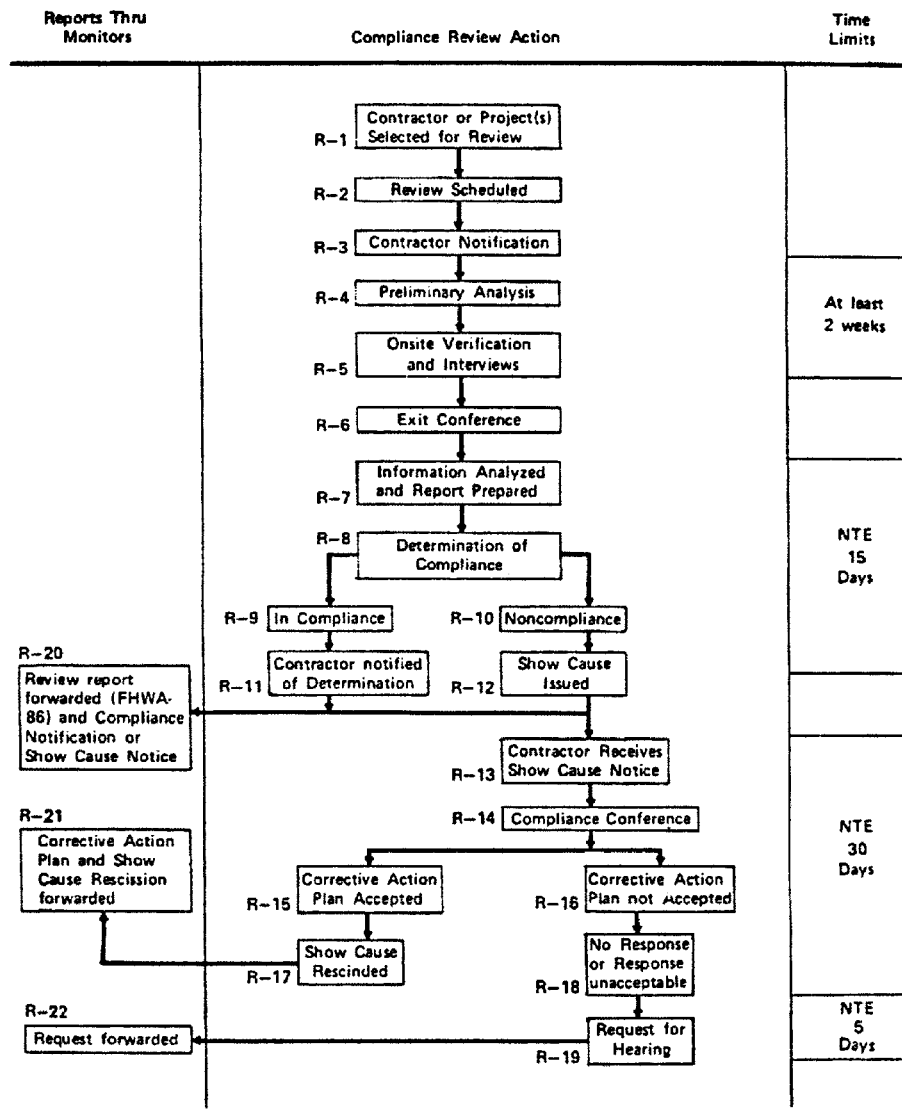 Reports Thru
Monitors
Compliance Review Action
Time
Limits
Contractor or Project(s)
Selected for Review
R-1
Review Scheduled
R-2
Contractor Notification
R-3
Preliminary Analysis
R-4
At least
2 weeks
Onsite Verification
and Interviews
R-5
Exit Conference
R-6
Information Analyzed
and Report Prepared
R-7
R-8
Determination of
Compliance
NTE
15
Days
R-9
In Compliance
R-10
Noncompliance
Contractor notified
of Determination
R-11
Show Cause
Issued
R-12
R-20
Review report
forwarded (FHWA-
86) and Compliance
Notification or
Show Cause Notice
Contractor Receives
Show Cause Notice
R-13
R-14
Compliance Conference
NTE
30
Days
R-21
Corrective Action
Plan and Show
Cause Rescission
forwarded
Corrective Action
Plan Accepted
R-15
Corrective Action
Plan not Accepted
R-16
Show Cause
Rescinded
R-17
No Response
or Response
unacceptable
R-18
R-22
Request forwarded
Request for
Hearing
R-19
NTE
5
Days